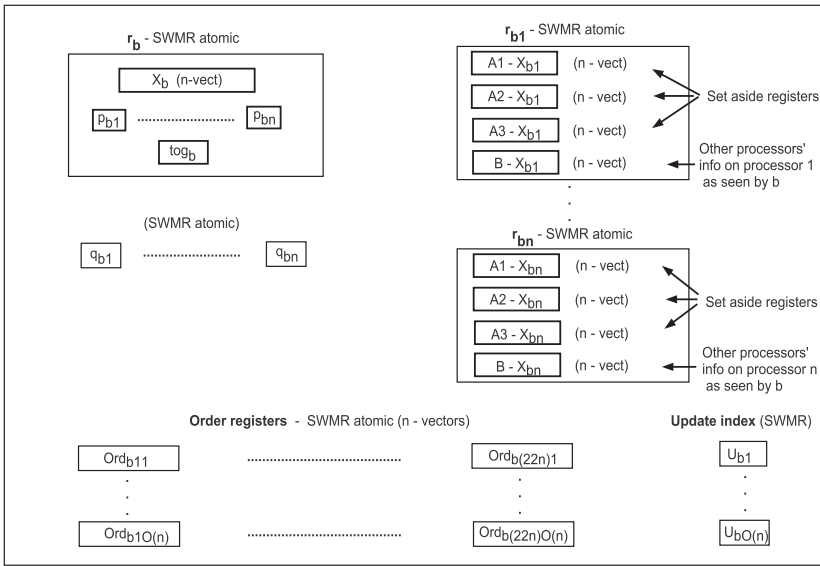 r_b - SWMR atomic
X_b (n-vect)
p_b1 .................... p_bn
tog_b
(SWMR atomic)
q_b1 .......................... q_bn
r_b1 - SWMR atomic
A1 - X_b1 (n - vect)
A2 - X_b1 (n - vect)
A3 - X_b1 (n - vect)
B - X_b1 (n - vect)
Set aside registers
Other processors'
info on processor 1
as seen by b
r_bn - SWMR atomic
A1 - X_bn (n - vect)
A2 - X_bn (n - vect)
A3 - X_bn (n - vect)
B - X_bn (n - vect)
Set aside registers
Other processors'
info on processor n
as seen by b
Order registers - SWMR atomic (n - vectors)
Update index (SWMR)
Ord_b11 ................................ Ord_b(22n)1
U_b1
Ord_b1O(n) ................................ Ord_b(22n)O(n)
U_bO(n)